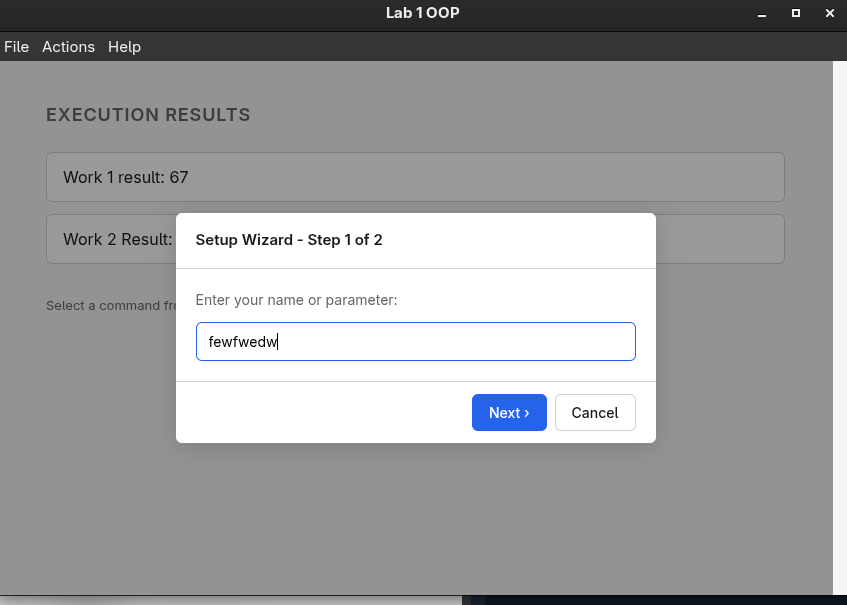 Lab 1 OOP
File Actions Help
EXECUTION RESULTS
Work 1 result: 67
Work 2 Result:
Setup Wizard - Step 1 of 2
Select a command
Enter your name or parameter:
fewfwedw
Next ›
Cancel